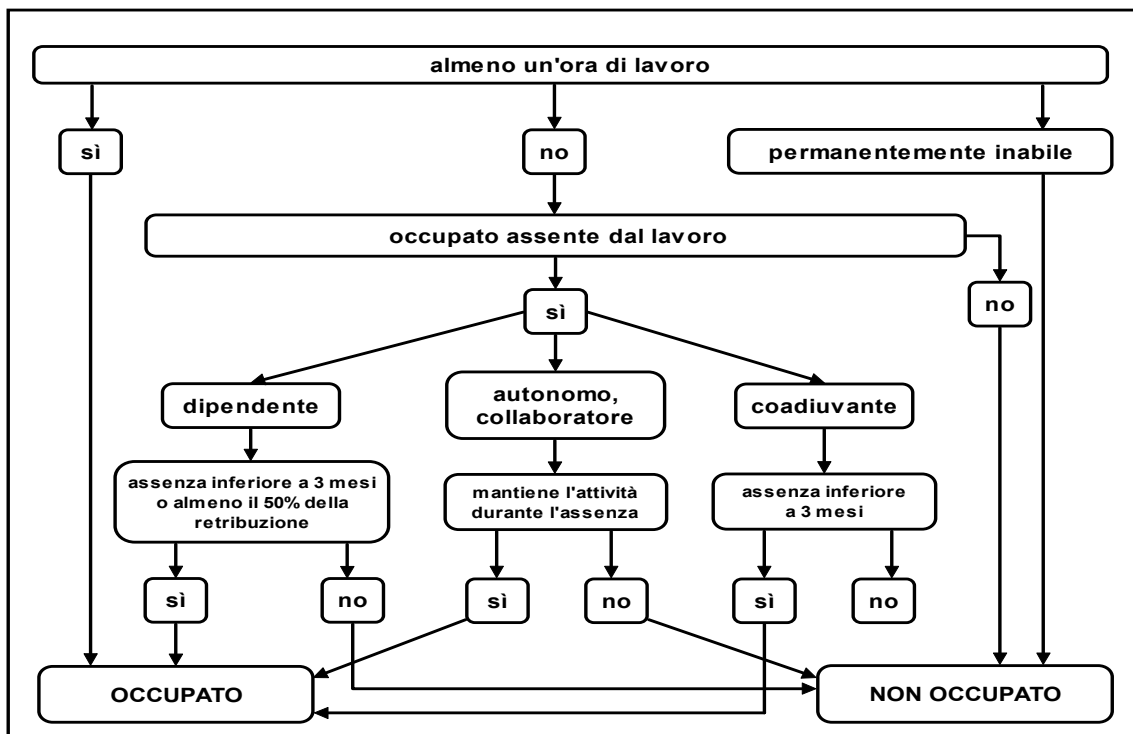 almeno un'ora di lavoro
sì
no
permanentemente inabile
occupato assente dal lavoro
sì
no
dipendente
autonomo,
collaboratore
coadiuvante
assenza inferiore a 3 mesi
o almeno il 50% della
retribuzione
mantiene l'attività
durante l'assenza
assenza inferiore
a 3 mesi
sì
no
sì
no
sì
no
OCCUPATO
NON OCCUPATO